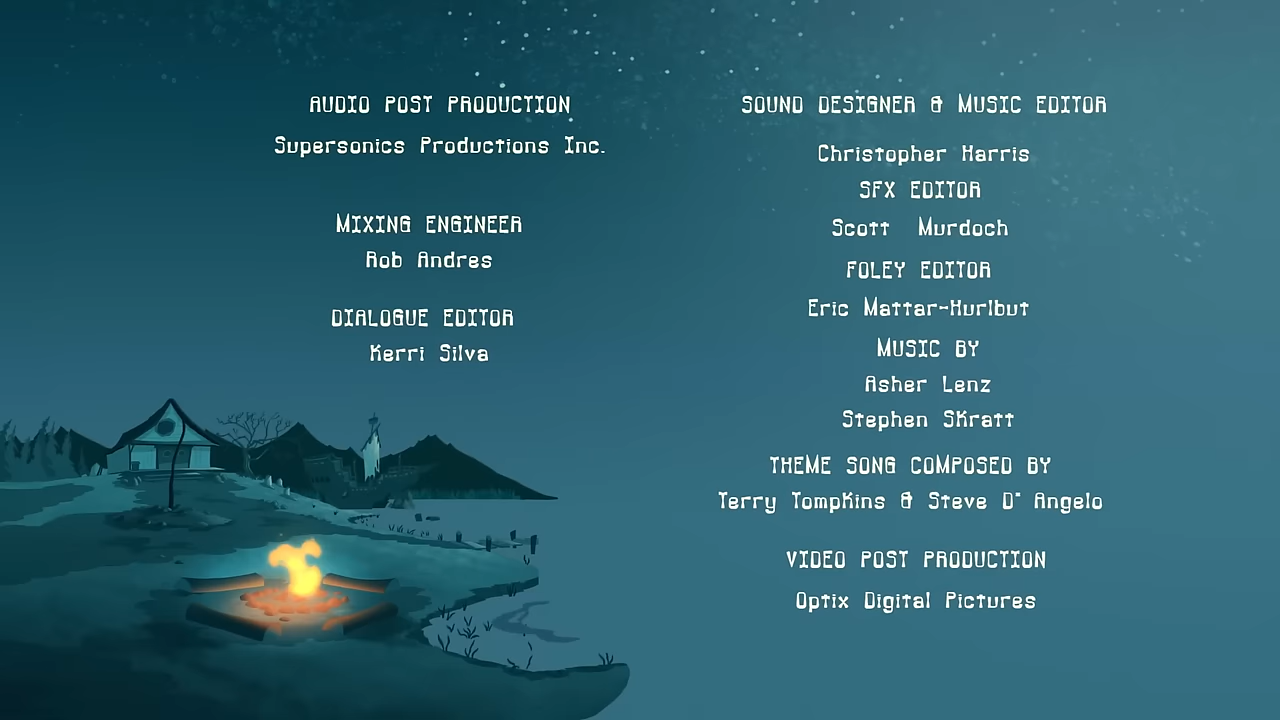 AUDIO POST PRODUCTION
Supersonics Productions Inc.
MIXING ENGINEER
Rob Andres
DIALOGUE EDITOR
Kerri Silva
SOUND DESIGNER & MUSIC EDITOR
Christopher Harris
SFX EDITOR
Scott Murdoch
FOLEY EDITOR
Eric Mattar-Hurlbut
MUSIC BY
Asher Lenz
Stephen SKratt
THEME SONG COMPOSED BY
Terry TompKins & Steve D' Angelo
VIDEO POST PRODUCTION
Optix Digital Pictures